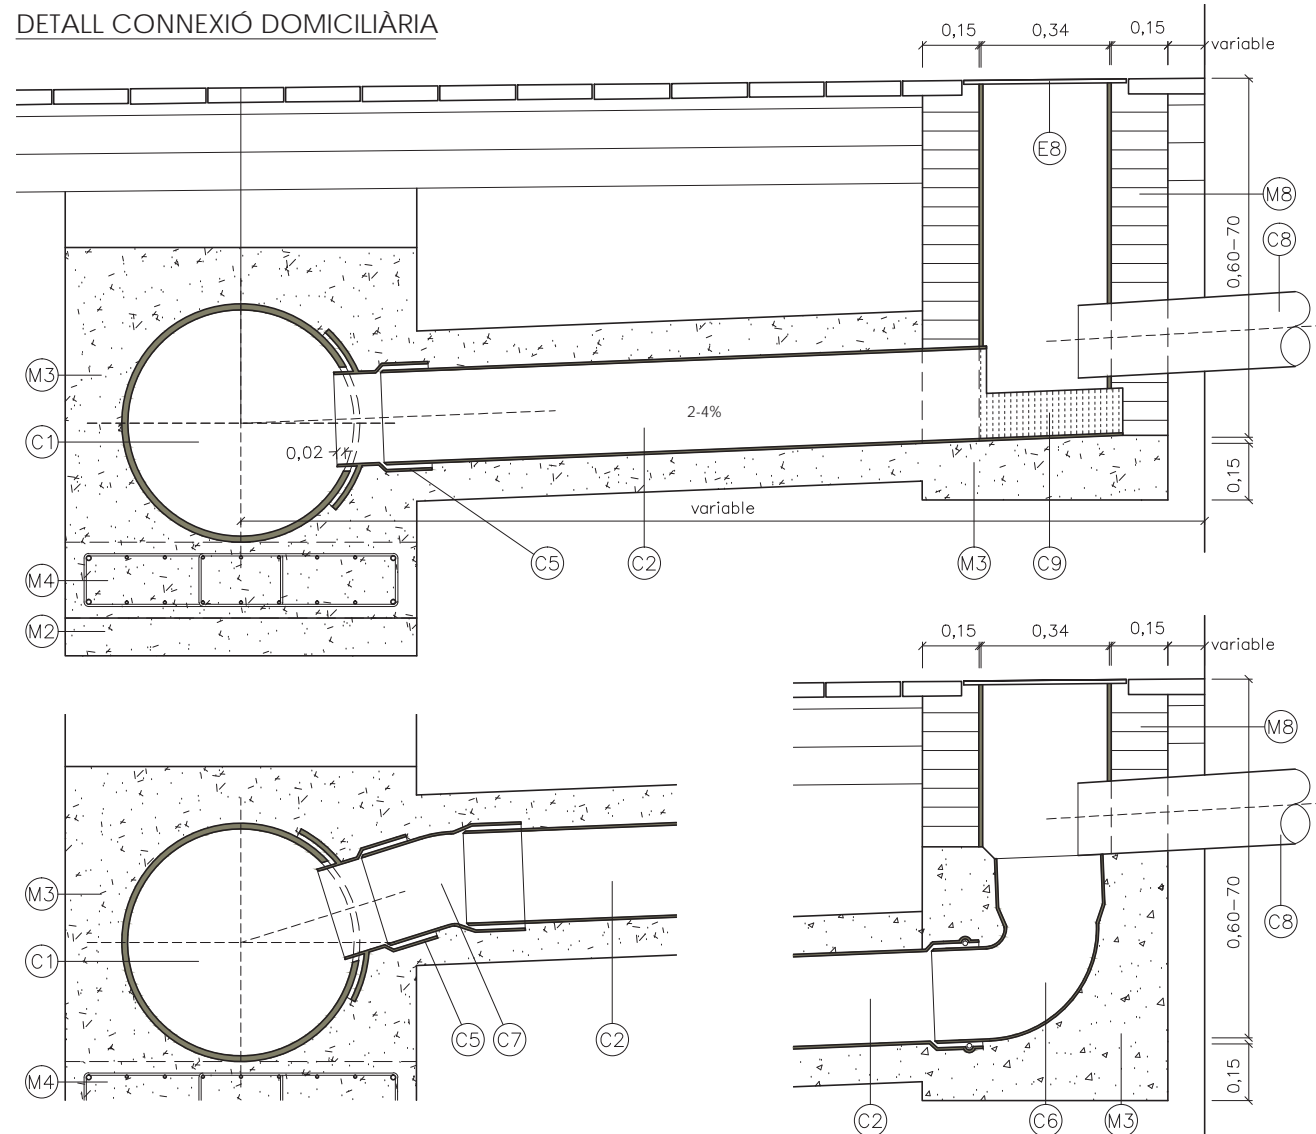 DETALL CONNEXIÓ DOMICILIÀRIA
0,15 0,34 0,15
variable
E8
M8
C8
0,60-70
M3
C1
0,02
2-4%
0,15
variable
C5 C2 M3 C9
M4
M2
0,15 0,34 0,15
variable
M8
M3
C8
0,60-70
C1
C5 C7 C2
M4
0,15
C2 C6 M3